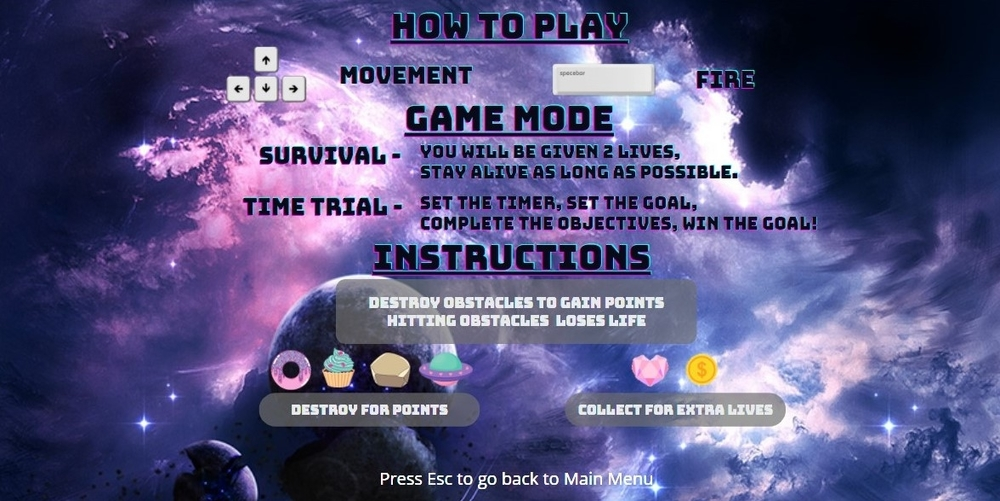 HOW TO PLAY
MOVEMENT
spacebar
FIRE
GAME MODE
SURVIVAL - YOU WILL BE GIVEN 2 LIVES,
STAY ALIVE AS LONG AS POSSIBLE.
TIME TRIAL - SET THE TIMER, SET THE GOAL,
COMPLETE THE OBJECTIVES, WIN THE GOAL!
INSTRUCTIONS
DESTROY OBSTACLES TO GAIN POINTS
HITTING OBSTACLES LOSES LIFE
$
DESTROY FOR POINTS
COLLECT FOR EXTRA LIVES
Press Esc to go back to Main Menu